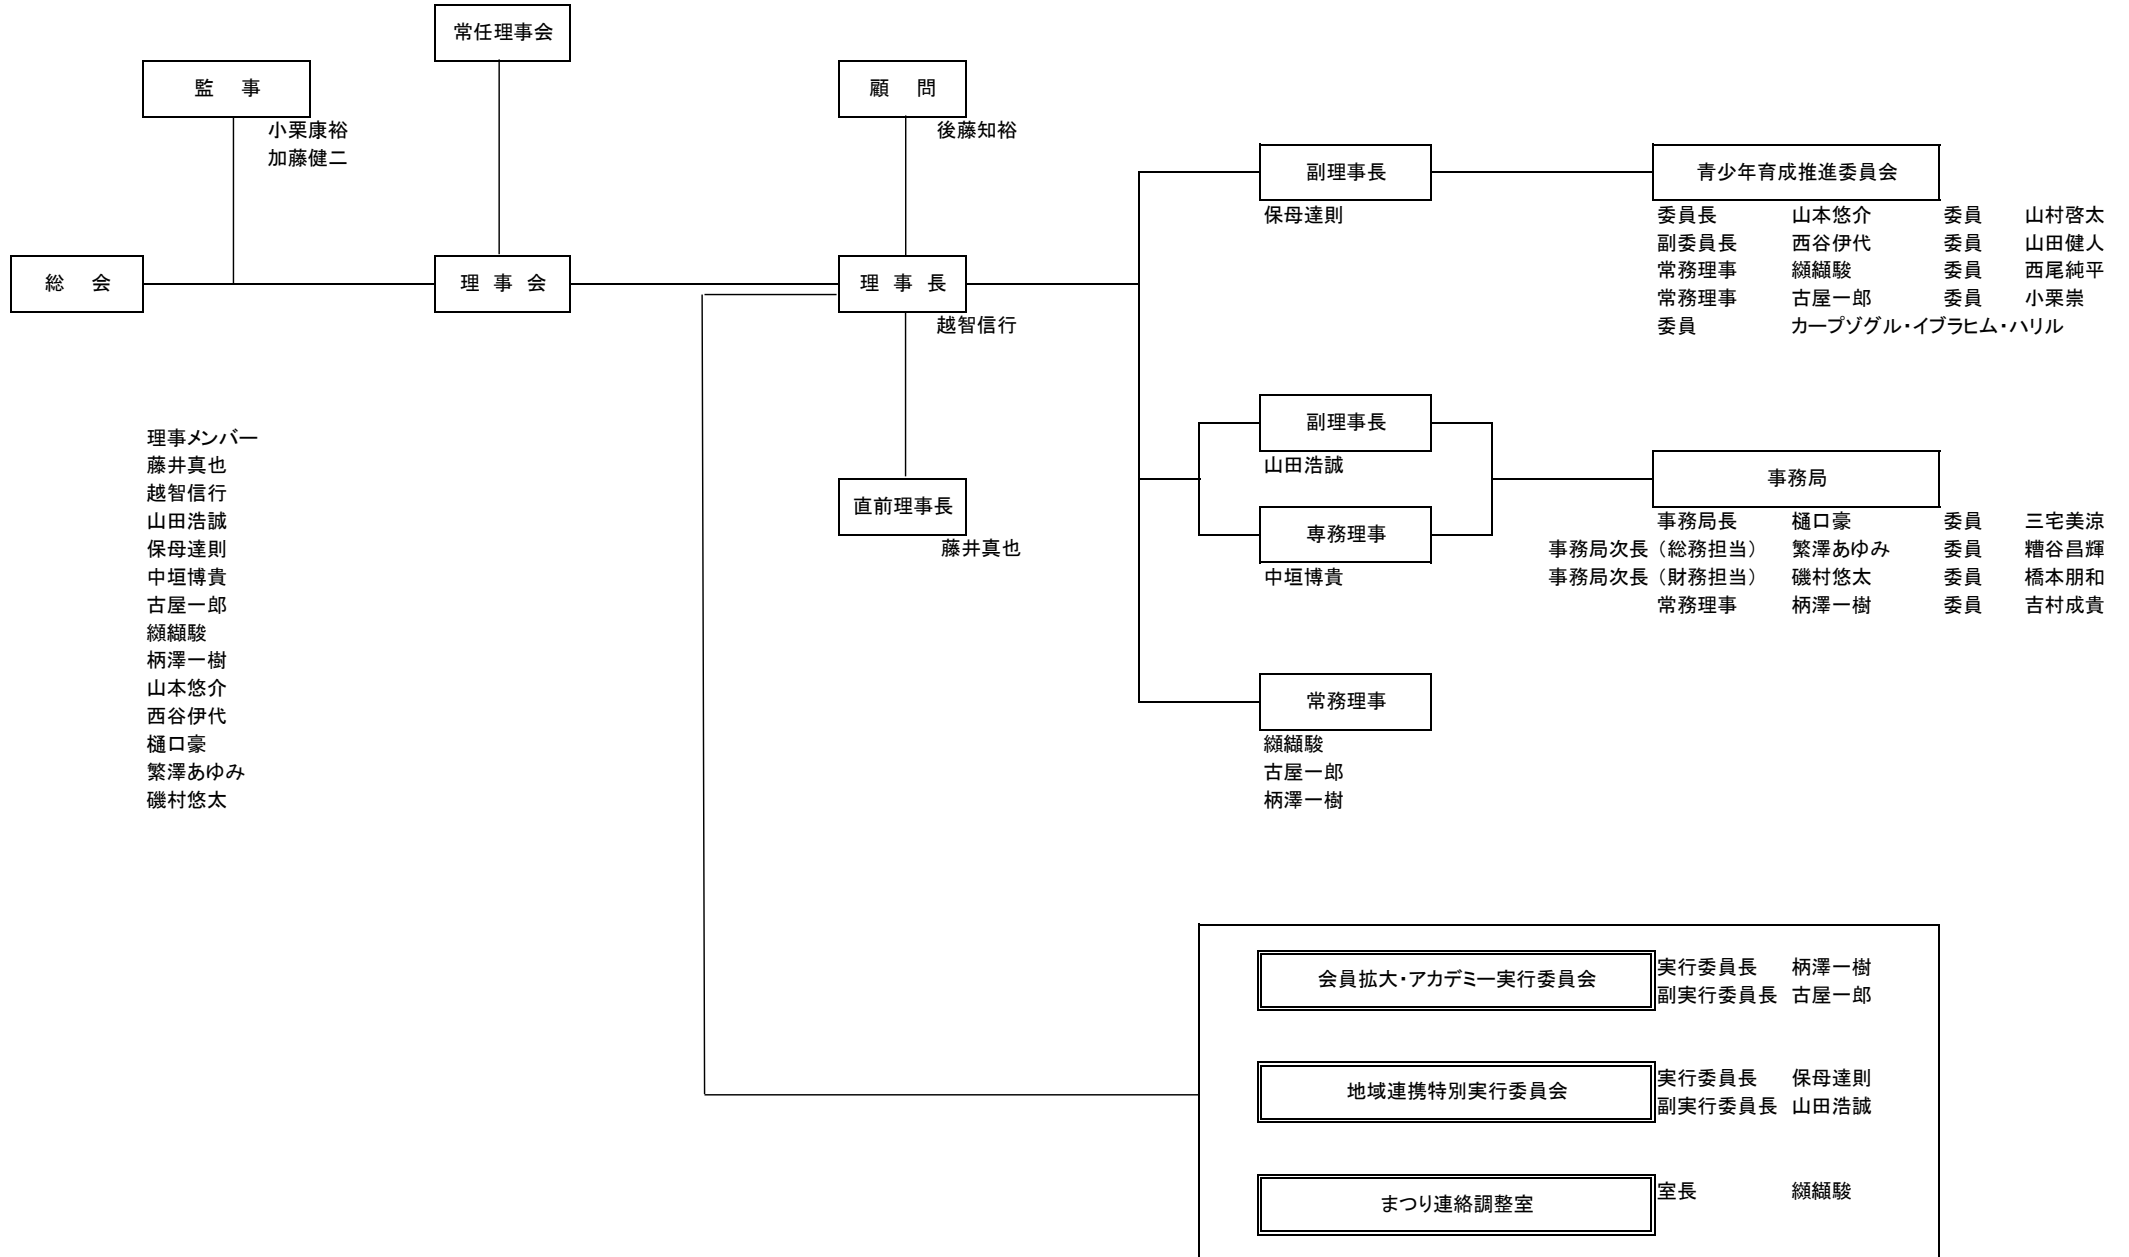 常任理事会
監 事
小栗康裕
加藤健二
顧 問
後藤知裕
総 会
理 事 会
理 事 長
越智信行
直前理事長
藤井真也
理事メンバー
藤井真也
越智信行
山田浩誠
保母達則
中垣博貴
古屋一郎
纐纈駿
柄澤一樹
山本悠介
西谷伊代
樋口豪
繁澤あゆみ
磯村悠太
副理事長
保母達則
青少年育成推進委員会
委員長 山本悠介 委員 山村啓太
副委員長 西谷伊代 委員 山田健人
常務理事 纐纈駿 委員 西尾純平
常務理事 古屋一郎 委員 小栗崇
委員 カープゾグル・イブラヒム・ハリル
副理事長
山田浩誠
専務理事
中垣博貴
事務局
事務局長 樋口豪 委員 三宅美涼
事務局次長（総務担当） 繁澤あゆみ 委員 糟谷昌輝
事務局次長（財務担当） 磯村悠太 委員 橋本朋和
常務理事 柄澤一樹 委員 吉村成貴
常務理事
纐纈駿
古屋一郎
柄澤一樹
会員拡大・アカデミー実行委員会
実行委員長 柄澤一樹
副実行委員長 古屋一郎
地域連携特別実行委員会
実行委員長 保母達則
副実行委員長 山田浩誠
まつり連絡調整室
室長 纐纈駿